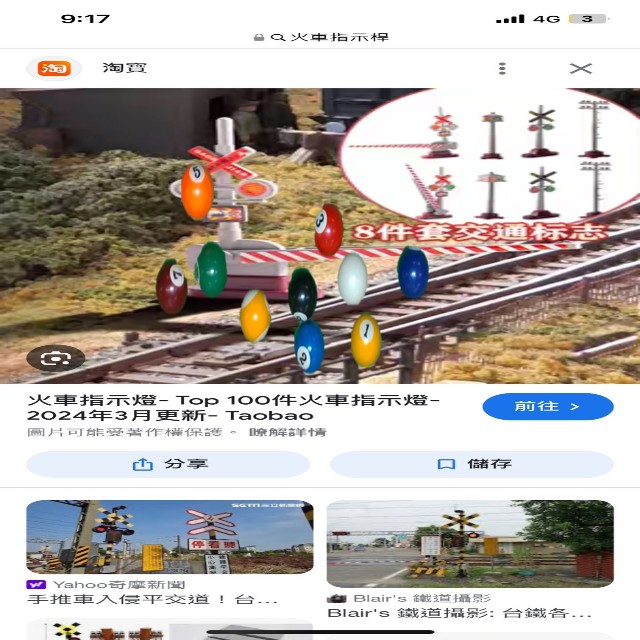 9:17
4G
3
火車指示桿
淘
淘寶
5
3
7
1
2
8件套交通标志
火車指示燈- Top 100件火車指示燈-
2024年3月更新- Taobao
前往 >
圖片可能受著作權保護。 瞭解詳情
分享
儲存
停看聽
Yahoo奇摩新聞
手推車入侵平交道！台...
Blair's 鐵道攝影
Blair's 鐵道攝影: 台鐵各...